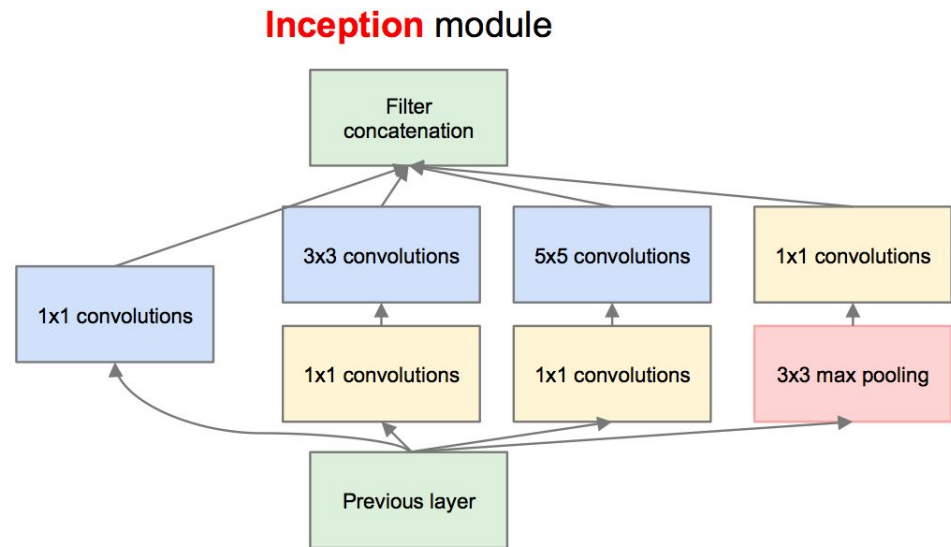 Inception module
Filter
concatenation
3x3 convolutions
5x5 convolutions
1x1 convolutions
1x1 convolutions
1x1 convolutions
1x1 convolutions
3x3 max pooling
Previous layer